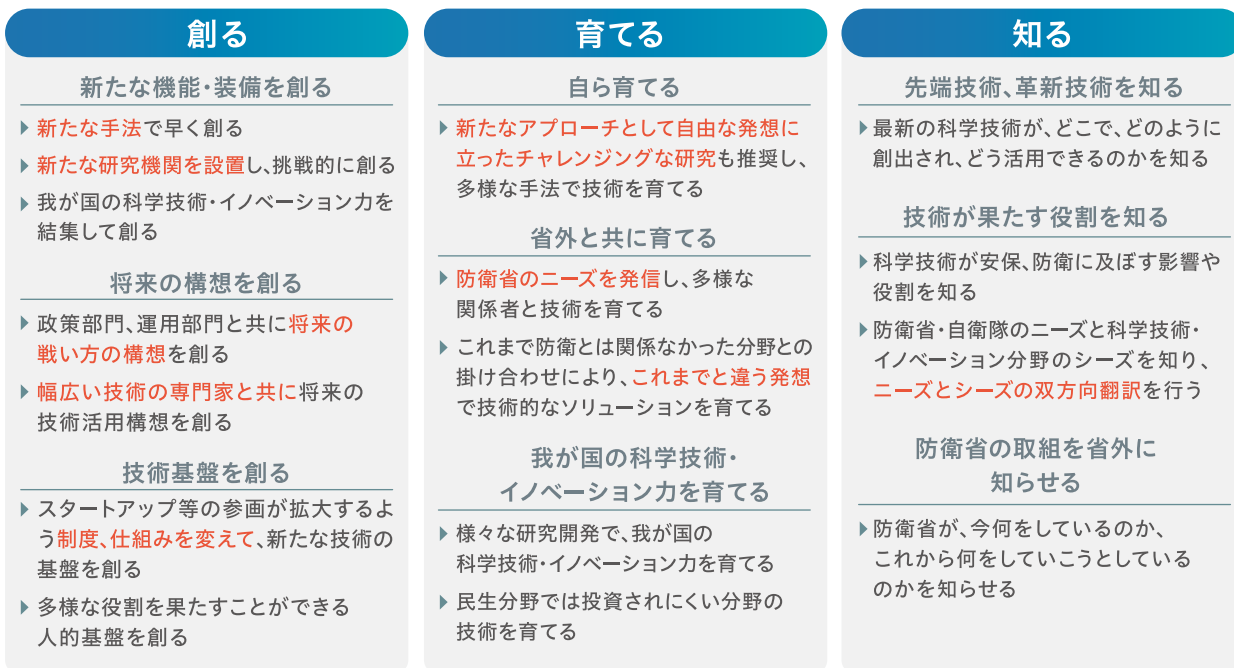 創る
新たな機能・装備を創る
新たな手法で早く創る
新たな研究機関を設置し、挑戦的に創る
我が国の科学技術・イノベーション力を
結集して創る
将来の構想を創る
政策部門、運用部門と共に将来の
戦い方の構想を創る
幅広い技術の専門家と共に将来の
技術活用構想を創る
技術基盤を創る
スタートアップ等の参画が拡大するよ
う制度、仕組みを変えて、新たな技術の
基盤を創る
多様な役割を果たすことができる
人的基盤を創る
育てる
自ら育てる
新たなアプローチとして自由な発想に
立ったチャレンジングな研究も推奨し、
多様な手法で技術を育てる
省外と共に育てる
防衛省のニーズを発信し、多様な
関係者と技術を育てる
これまで防衛とは関係なかった分野との
掛け合わせにより、これまでと違う発想
で技術的なソリューションを育てる
我が国の科学技術・
イノベーション力を育てる
様々な研究開発で、我が国の
科学技術・イノベーション力を育てる
民生分野では投資されにくい分野の
技術を育てる
知る
先端技術、革新技術を知る
最新の科学技術が、どこで、どのように
創出され、どう活用できるのかを知る
技術が果たす役割を知る
科学技術が安保、防衛に及ぼす影響や
役割を知る
防衛省・自衛隊のニーズと科学技術・
イノベーション分野のシーズを知り、
ニーズとシーズの双方向翻訳を行う
防衛省の取組を省外に
知らせる
防衛省が、今何をしているのか、
これから何をしていこうとしている
のかを知らせる